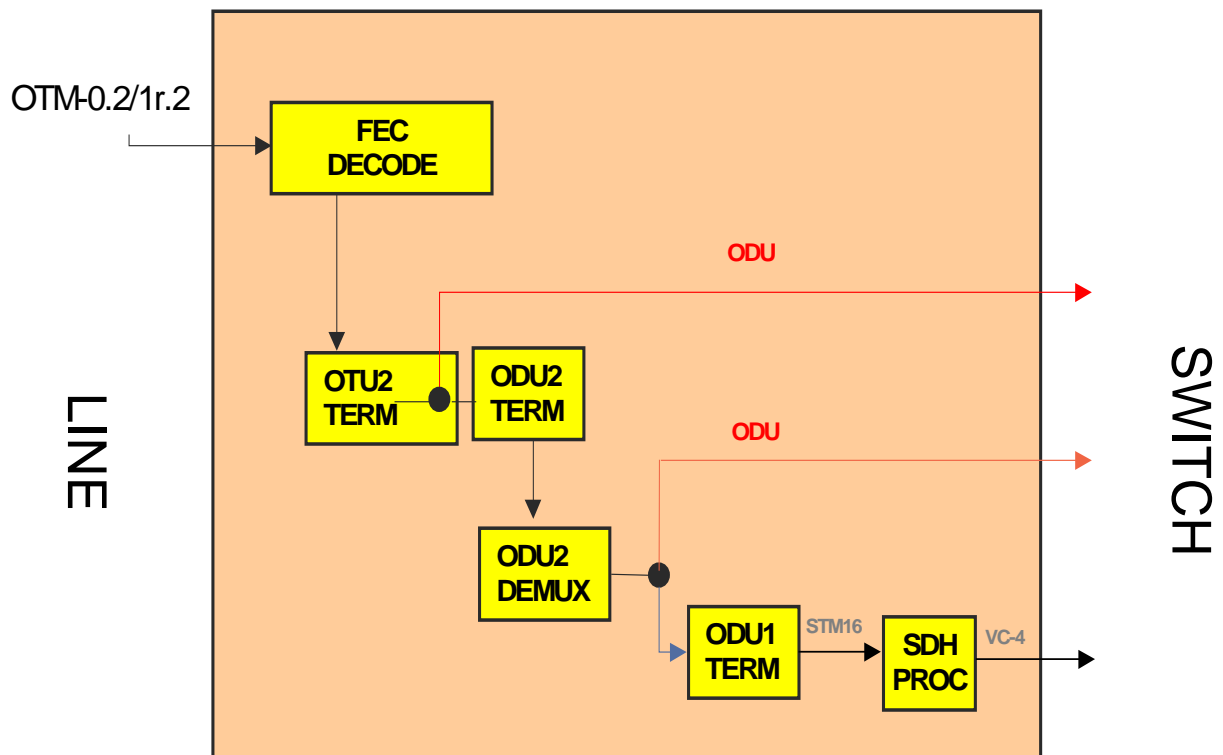 OTM-0.2/1r.2
FEC
DECODE
ODU
OTU2
TERM
ODU2
TERM
ODU
LINE
SWITCH
ODU2
DEMUX
ODU1
TERM
STM16
SDH
PROC
VC-4